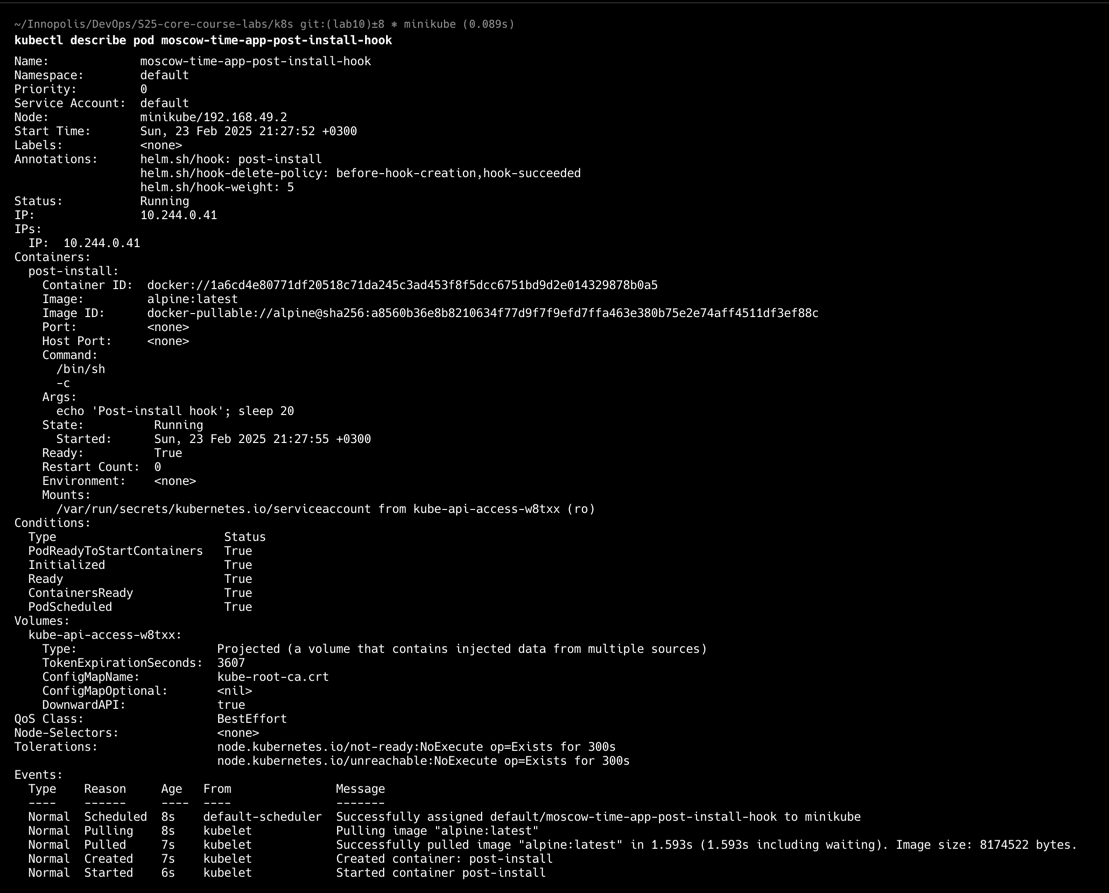 ~/Innopolis/DevOps/S25-core-course-labs/k8s git:(lab10)±8 ⎈ minikube (0.089s)
kubectl describe pod moscow-time-app-post-install-hook
Name:             moscow-time-app-post-install-hook
Namespace:        default
Priority:         0
Service Account:  default
Node:             minikube/192.168.49.2
Start Time:       Sun, 23 Feb 2025 21:27:52 +0300
Labels:           <none>
Annotations:      helm.sh/hook: post-install
                  helm.sh/hook-delete-policy: before-hook-creation,hook-succeeded
                  helm.sh/hook-weight: 5
Status:           Running
IP:               10.244.0.41
IPs:
  IP:  10.244.0.41
Containers:
  post-install:
    Container ID:  docker://1a6cd4e80771df20518c71da245c3ad453f8f5dcc6751bd9d2e014329878b0a5
    Image:         alpine:latest
    Image ID:      docker-pullable://alpine@sha256:a8560b36e8b8210634f77d9f7f9efd7ffa463e380b75e2e74aff4511df3ef88c
    Port:          <none>
    Host Port:     <none>
    Command:
      /bin/sh
      -c
    Args:
      echo 'Post-install hook'; sleep 20
    State:          Running
      Started:      Sun, 23 Feb 2025 21:27:55 +0300
    Ready:          True
    Restart Count:  0
    Environment:    <none>
    Mounts:
      /var/run/secrets/kubernetes.io/serviceaccount from kube-api-access-w8txx (ro)
Conditions:
  Type                        Status
  PodReadyToStartContainers   True
  Initialized                 True
  Ready                       True
  ContainersReady             True
  PodScheduled                True
Volumes:
  kube-api-access-w8txx:
    Type:                    Projected (a volume that contains injected data from multiple sources)
    TokenExpirationSeconds:  3607
    ConfigMapName:           kube-root-ca.crt
    ConfigMapOptional:       <nil>
    DownwardAPI:             true
QoS Class:                   BestEffort
Node-Selectors:              <none>
Tolerations:                 node.kubernetes.io/not-ready:NoExecute op=Exists for 300s
                             node.kubernetes.io/unreachable:NoExecute op=Exists for 300s
Events:
  Type    Reason     Age   From               Message
  ----    ------     ----  ----               -------
  Normal  Scheduled  8s    default-scheduler  Successfully assigned default/moscow-time-app-post-install-hook to minikube
  Normal  Pulling    8s    kubelet            Pulling image "alpine:latest"
  Normal  Pulled     7s    kubelet            Successfully pulled image "alpine:latest" in 1.593s (1.593s including waiting). Image size: 8174522 bytes.
  Normal  Created    7s    kubelet            Created container: post-install
  Normal  Started    6s    kubelet            Started container post-install